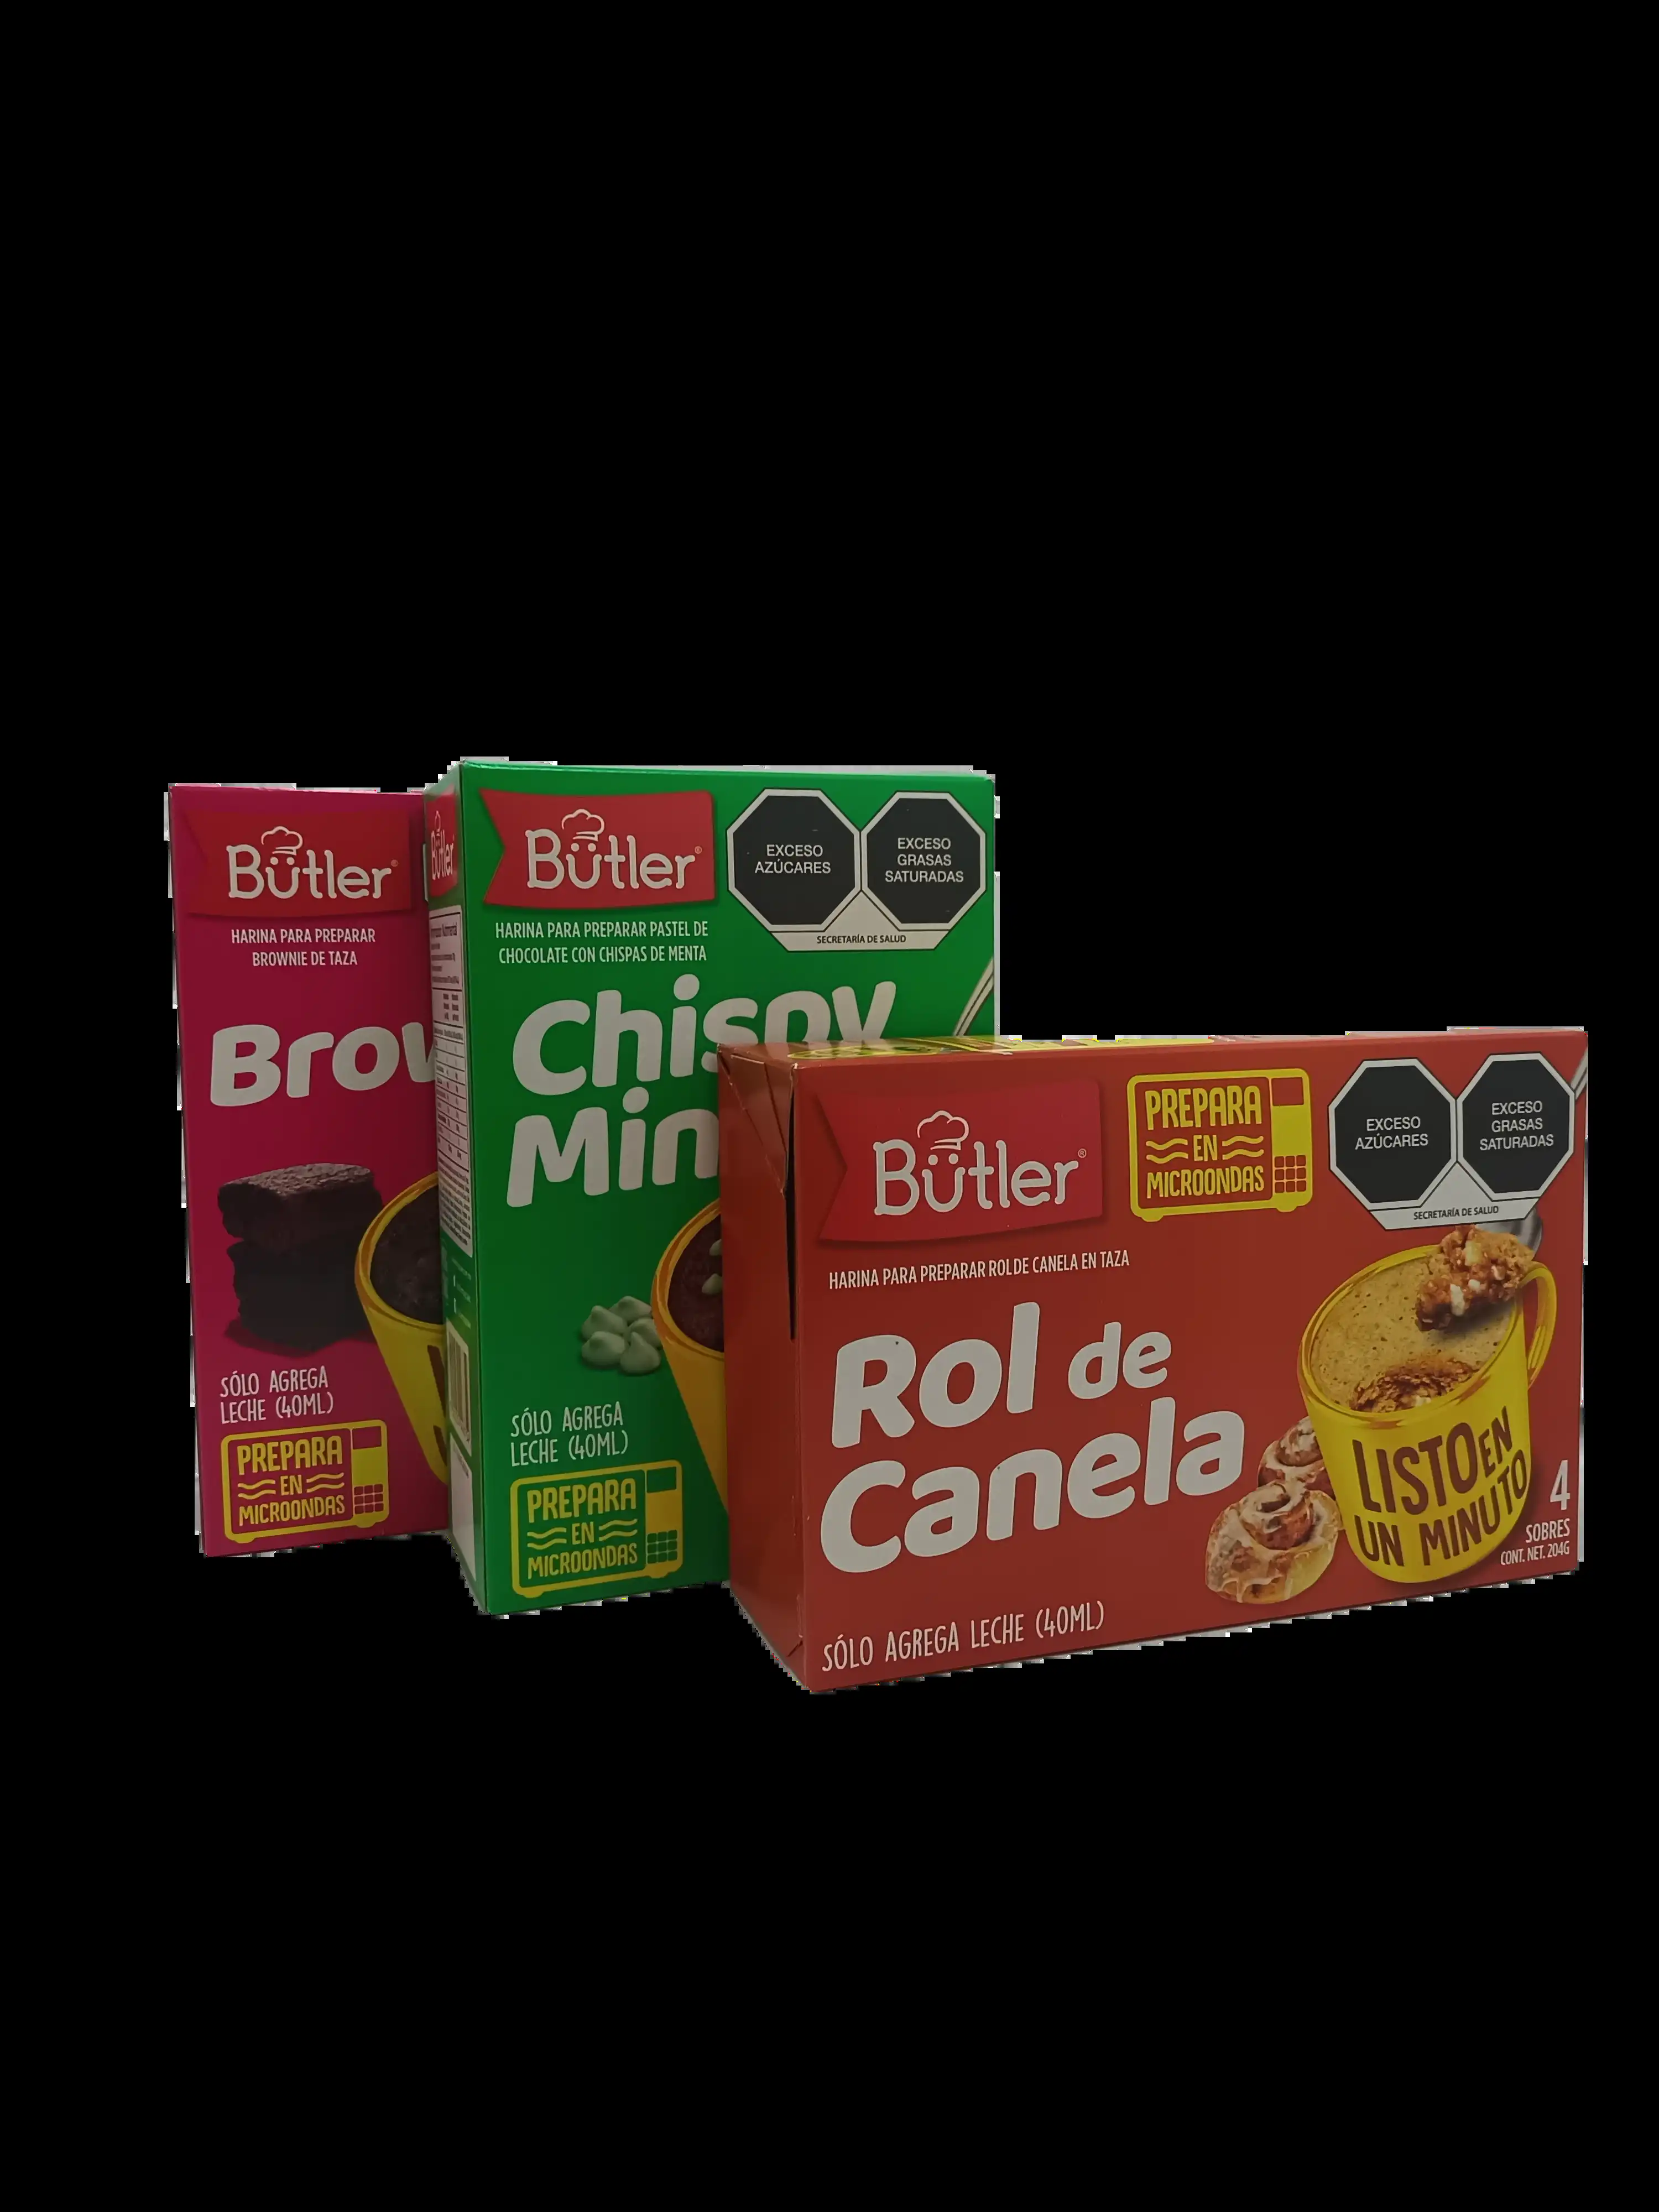 Bütler®
HARINA PARA PREPARAR
BROWNIE DE TAZA
SÓLO AGREGA
LECHE (40ML)
PREPARA
EN
MICROONDAS
Bütler
Bütler®
EXCESO
AZÚCARES
EXCESO
GRASAS
SATURADAS
SECRETARÍA DE SALUD
HARINA PARA PREPARAR PASTEL DE
CHOCOLATE CON CHISPAS DE MENTA
Chispy
Min
SÓLO AGREGA
LECHE (40ML)
PREPARA
EN
MICROONDAS
Bütler®
PREPARA
EN
MICROONDAS
EXCESO
AZÚCARES
EXCESO
GRASAS
SATURADAS
SECRETARÍA DE SALUD
HARINA PARA PREPARAR ROL DE CANELA EN TAZA
Rol de
Canela
LISTO EN
UN MINUTO
4
SOBRES
CONT. NET. 204G
SÓLO AGREGA LECHE (40ML)